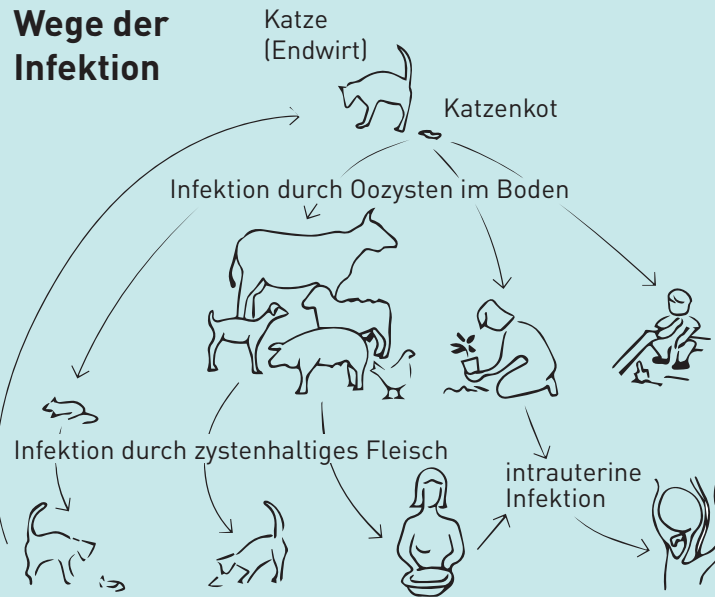 Wege der
Infektion
Katze
(Endwirt)
Katzenkot
Infektion durch Oozysten im Boden
Infektion durch zystenhaltiges Fleisch
intrauterine
Infektion